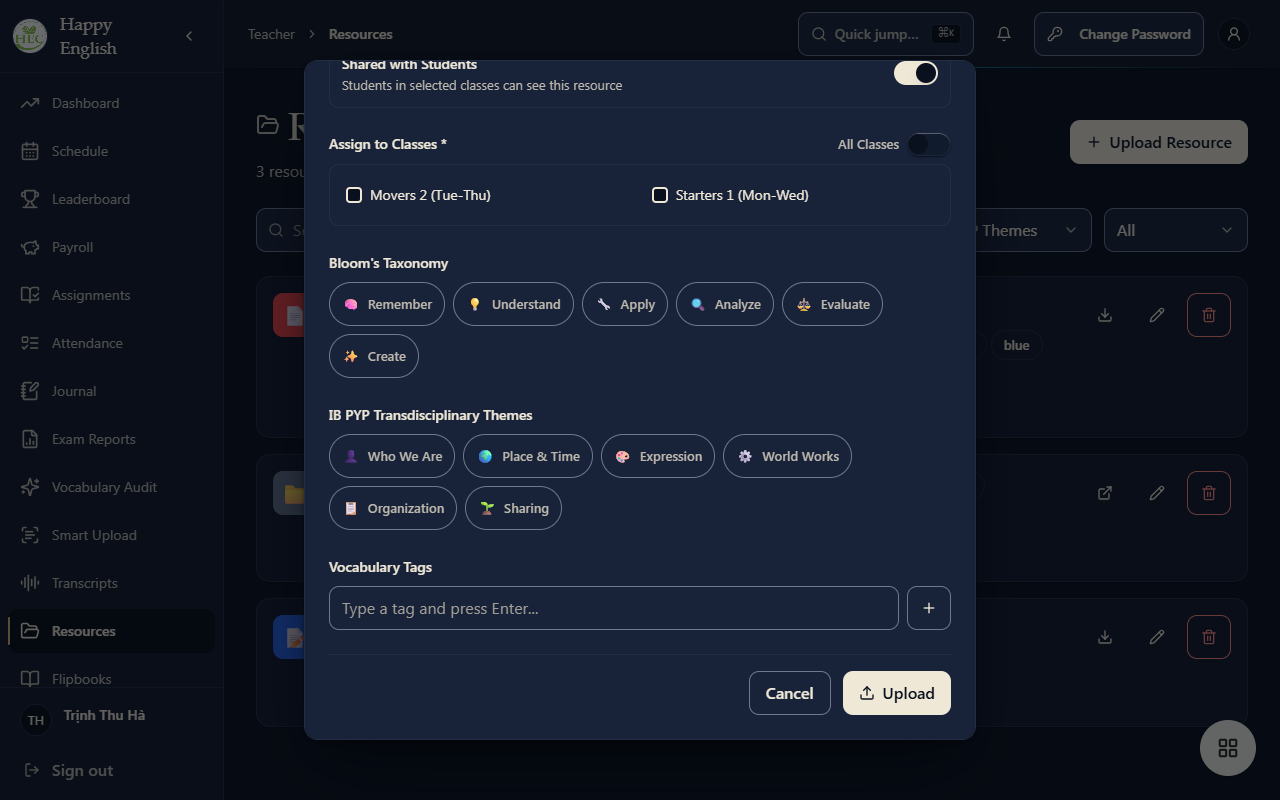 Happy
English
HEC
Teacher
Resources
Quick jump...
⌘K
Change Password
Dashboard
Schedule
Leaderboard
Payroll
Assignments
Attendance
Journal
Exam Reports
Vocabulary Audit
Smart Upload
Transcripts
Resources
Flipbooks
TH
Trịnh Thu Hà
Sign out
3 resou
Upload Resource
Themes
All
blue
Shared with Students
Students in selected classes can see this resource
Assign to Classes *
All Classes
Movers 2 (Tue-Thu)
Starters 1 (Mon-Wed)
Bloom's Taxonomy
Remember
Understand
Apply
Analyze
Evaluate
Create
IB PYP Transdisciplinary Themes
Who We Are
Place & Time
Expression
World Works
Organization
Sharing
Vocabulary Tags
Type a tag and press Enter...
Cancel
Upload